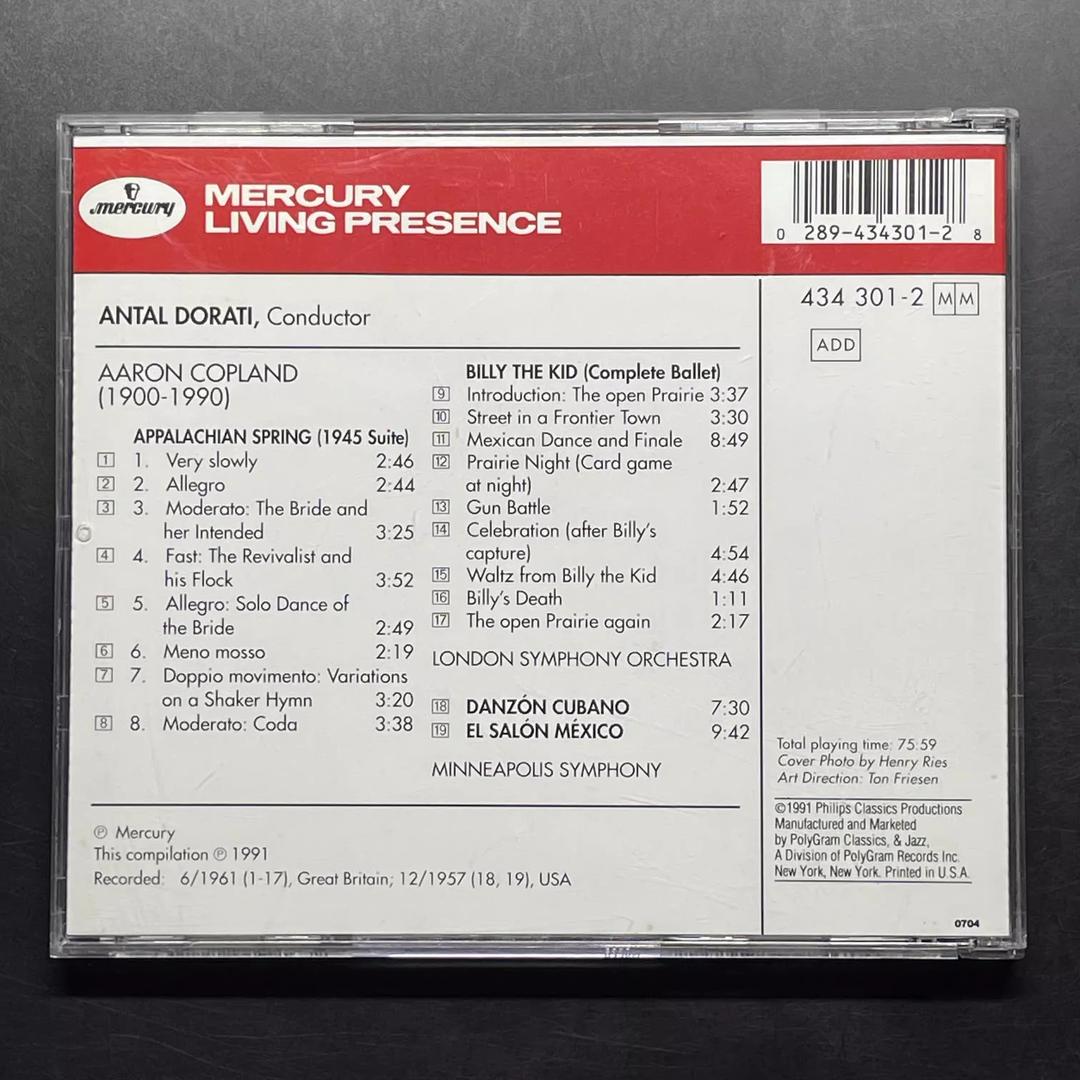 mercury
MERCURY
LIVING PRESENCE
0 289-434301-2 8
434 301-2 M M
ADD
ANTAL DORATI, Conductor
AARON COPLAND
(1900-1990)
APPALACHIAN SPRING (1945 Suite)
1 1. Very slowly 2:46
2 2. Allegro 2:44
3 3. Moderato: The Bride and
her Intended 3:25
4 4. Fast: The Revivalist and
his Flock 3:52
5 5. Allegro: Solo Dance of
the Bride 2:49
6 6. Meno mosso 2:19
7 7. Doppio movimento: Variations
on a Shaker Hymn 3:20
8 8. Moderato: Coda 3:38
BILLY THE KID (Complete Ballet)
9 Introduction: The open Prairie 3:37
10 Street in a Frontier Town 3:30
11 Mexican Dance and Finale 8:49
12 Prairie Night (Card game
at night) 2:47
13 Gun Battle 1:52
14 Celebration (after Billy's
capture) 4:54
15 Waltz from Billy the Kid 4:46
16 Billy's Death 1:11
17 The open Prairie again 2:17
LONDON SYMPHONY ORCHESTRA
18 DANZÓN CUBANO 7:30
19 EL SALÓN MÉXICO 9:42
MINNEAPOLIS SYMPHONY
℗ Mercury
This compilation ℗ 1991
Recorded: 6/1961 (1-17), Great Britain; 12/1957 (18, 19), USA
Total playing time: 75:59
Cover Photo by Henry Ries
Art Direction: Ton Friesen
©1991 Philips Classics Productions
Manufactured and Marketed
by PolyGram Classics, & Jazz,
A Division of PolyGram Records Inc.
New York, New York. Printed in U.S.A.
0704